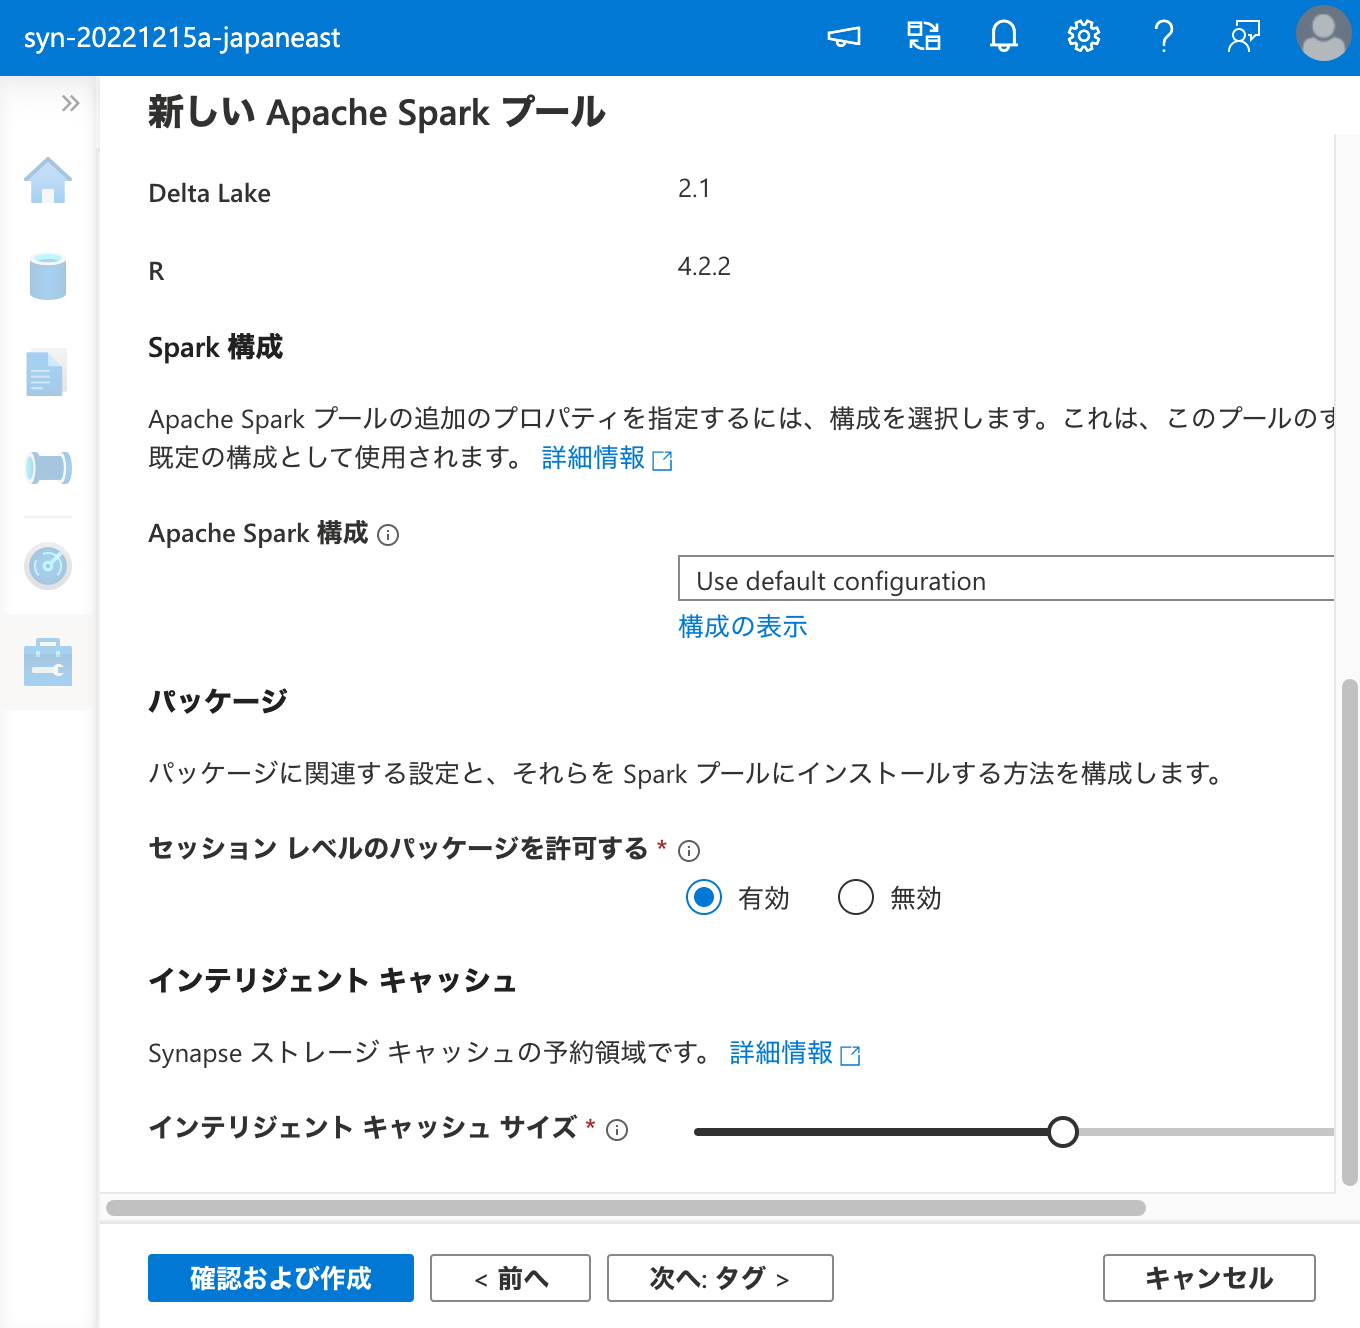 syn-20221215a-japaneast
新しい Apache Spark プール
Delta Lake
2.1
R
4.2.2
Spark 構成
Apache Spark プールの追加のプロパティを指定するには、構成を選択します。これは、このプールのす
既定の構成として使用されます。 詳細情報
Apache Spark 構成
Use default configuration
構成の表示
パッケージ
パッケージに関連する設定と、それらを Spark プールにインストールする方法を構成します。
セッション レベルのパッケージを許可する *
有効 無効
インテリジェント キャッシュ
Synapse ストレージ キャッシュの予約領域です。 詳細情報
インテリジェント キャッシュ サイズ *
確認および作成 < 前へ 次へ: タグ > キャンセル